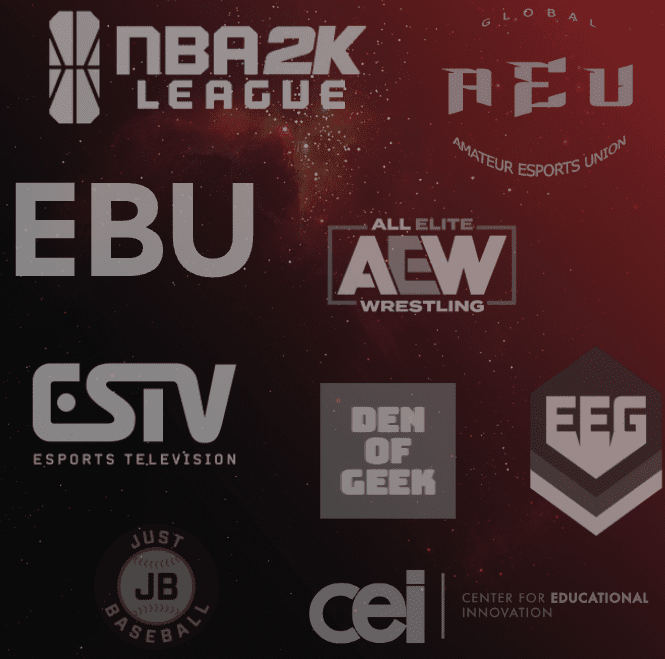 NBA2K
LEAGUE
GLOBAL
AEU
AMATEUR ESPORTS UNION
EBU
ALL ELITE
AEW
WRESTLING
ESTV
ESPORTS TELEVISION
DEN
OF
GEEK
EEG
JUST
JB
BASEBALL
cei
CENTER FOR EDUCATIONAL
INNOVATION